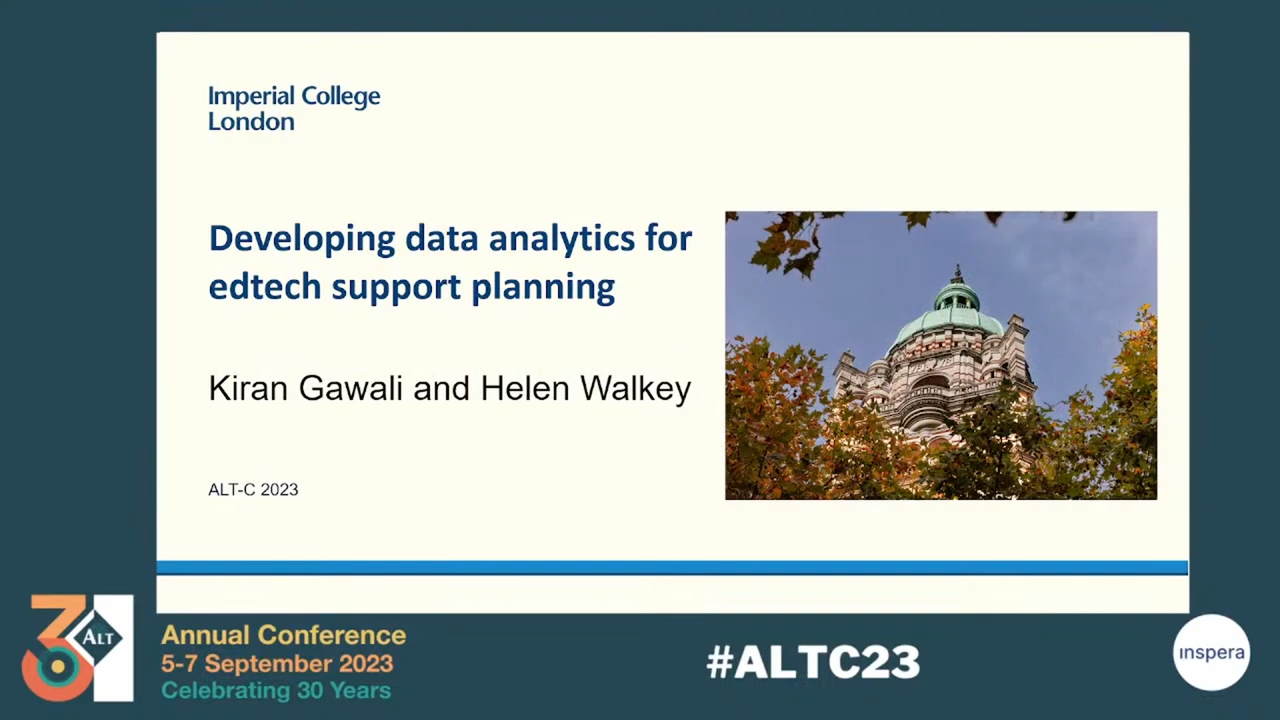 Imperial College
London
Developing data analytics for
edtech support planning
Kiran Gawali and Helen Walkey
ALT-C 2023
31
ALT
Annual Conference
5-7 September 2023
Celebrating 30 Years
#ALTC23
inspera